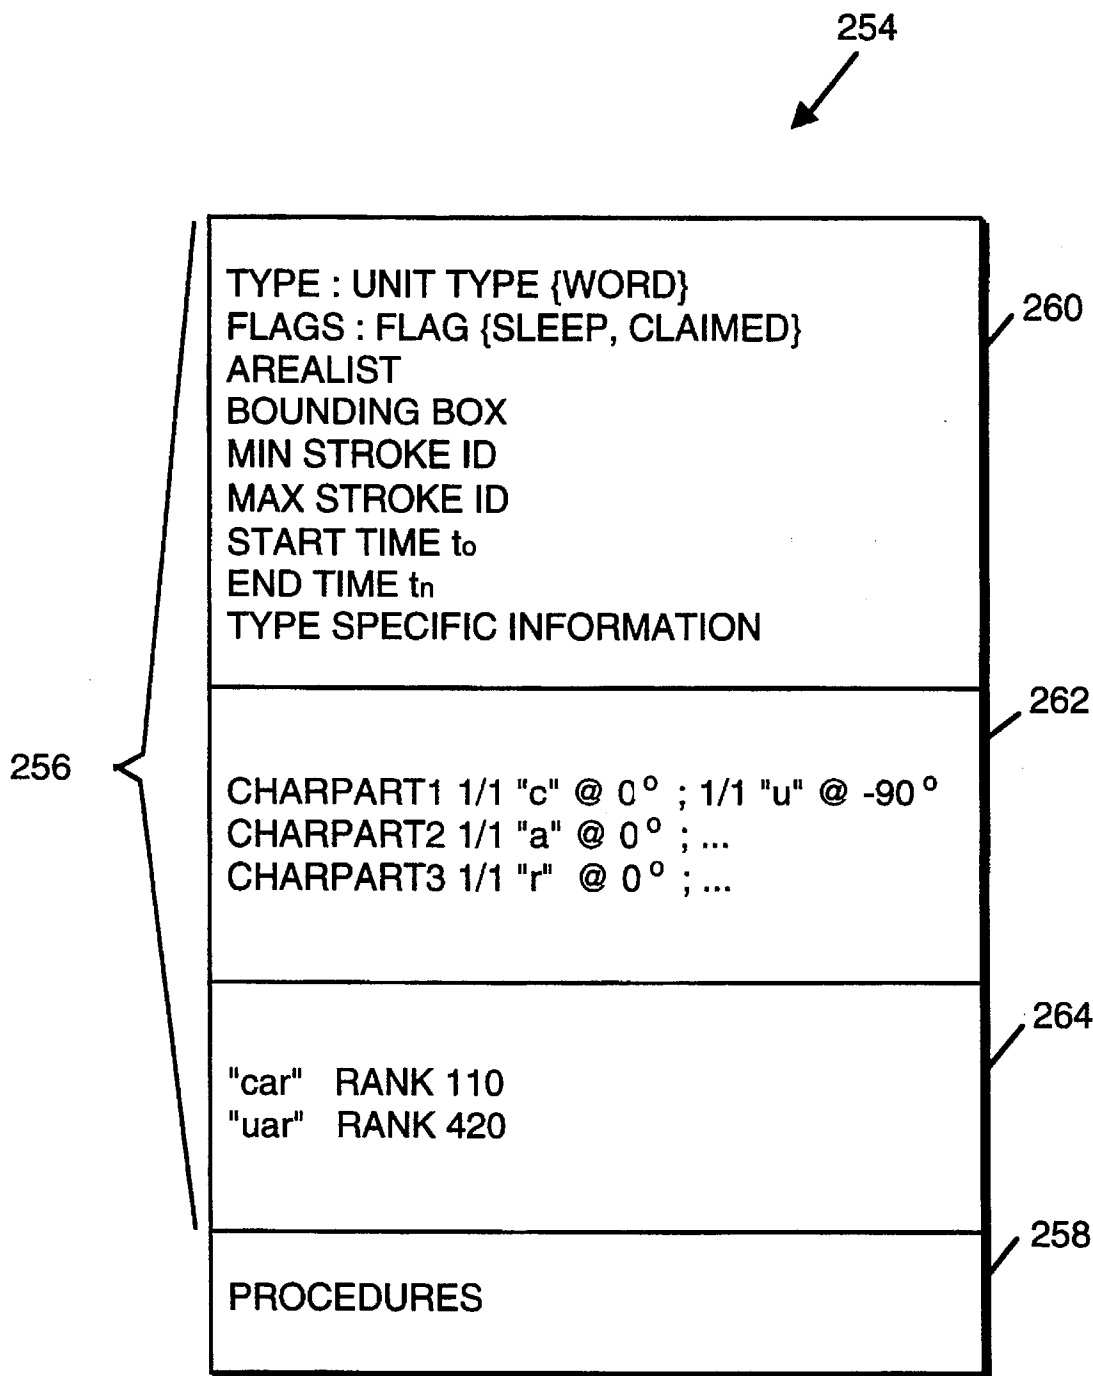 254
TYPE : UNIT TYPE {WORD}
FLAGS : FLAG {SLEEP, CLAIMED}
260
AREALIST
BOUNDING BOX
MIN STROKE ID
MAX STROKE ID
START TIME to
END TIME tn
TYPE SPECIFIC INFORMATION
262
256
CHARPART1 1/1 "c" @ 0° ; 1/1 "u" @ -90°
CHARPART2 1/1 "a" @ 0° ; ...
CHARPART3 1/1 "r" @ 0° ; ...
264
"car" RANK 110
"uar" RANK 420
258
PROCEDURES